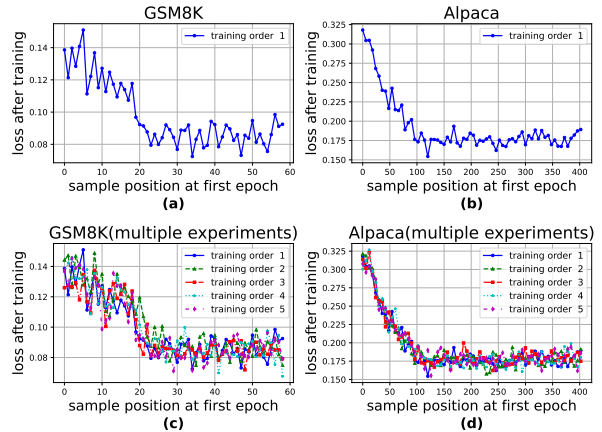 GSM8K
loss after training
0.14
0.12
0.10
0.08
training order 1
0 10 20 30 40 50 60
sample position at first epoch
(a)
Alpaca
loss after training
0.325
0.300
0.275
0.250
0.225
0.200
0.175
0.150
training order 1
0 50 100 150 200 250 300 350 400
sample position at first epoch
(b)
GSM8K(multiple experiments)
loss after training
0.14
0.12
0.10
0.08
training order 1
training order 2
training order 3
training order 4
training order 5
0 10 20 30 40 50 60
sample position at first epoch
(c)
Alpaca(multiple experiments)
loss after training
0.325
0.300
0.275
0.250
0.225
0.200
0.175
0.150
training order 1
training order 2
training order 3
training order 4
training order 5
0 50 100 150 200 250 300 350 400
sample position at first epoch
(d)